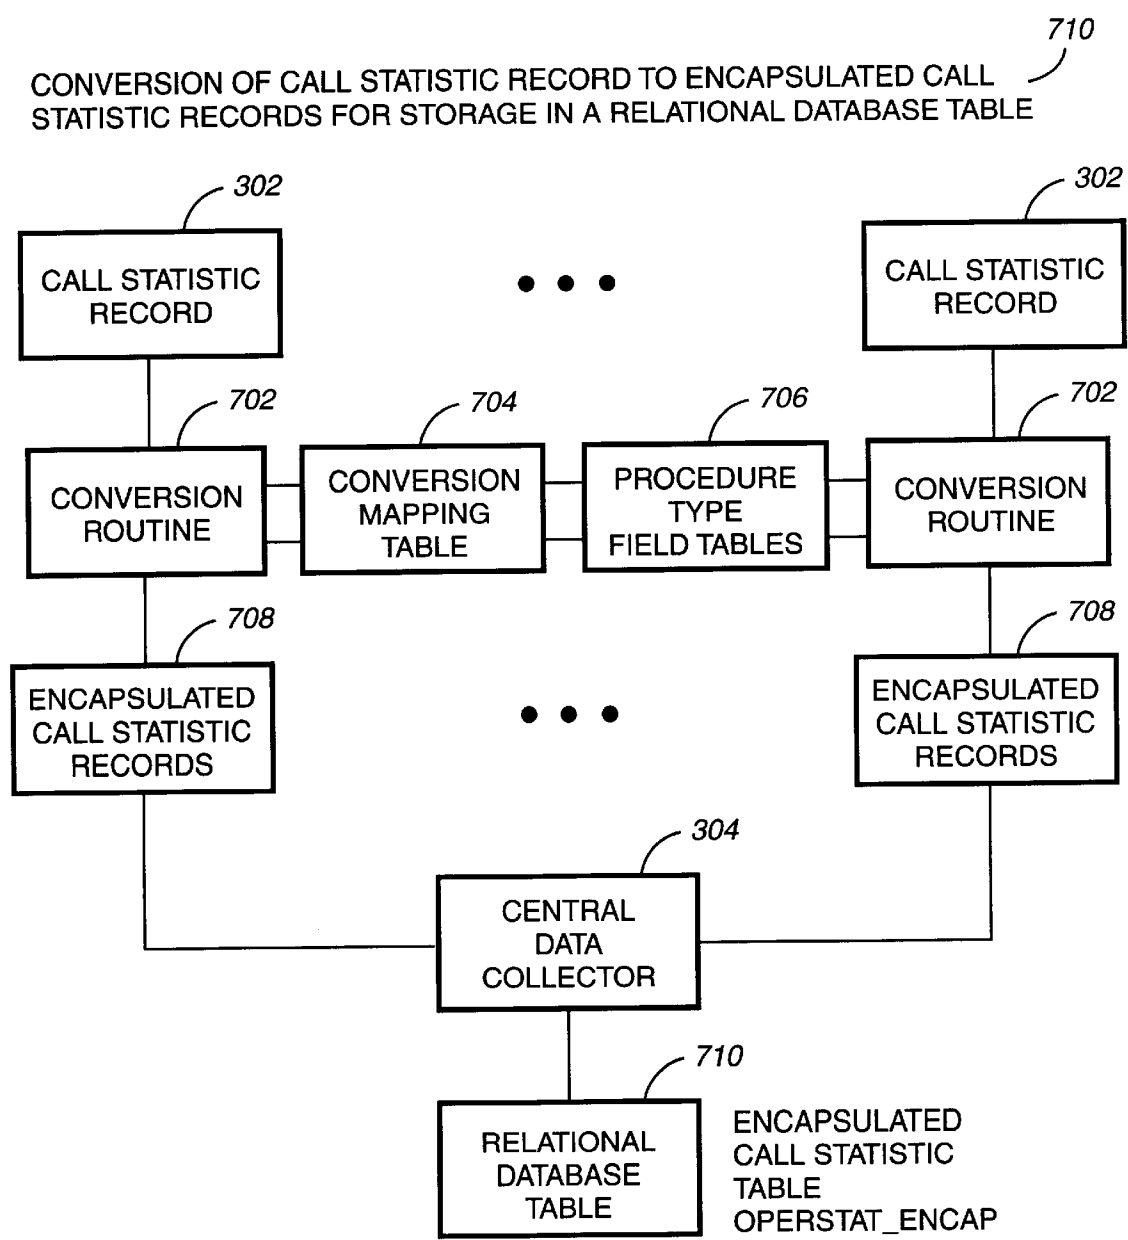 710
CONVERSION OF CALL STATISTIC RECORD TO ENCAPSULATED CALL
STATISTIC RECORDS FOR STORAGE IN A RELATIONAL DATABASE TABLE
302
302
CALL STATISTIC
RECORD
CALL STATISTIC
RECORD
702
704
706
702
CONVERSION
ROUTINE
CONVERSION
MAPPING
TABLE
PROCEDURE
TYPE
FIELD TABLES
CONVERSION
ROUTINE
708
708
ENCAPSULATED
CALL STATISTIC
RECORDS
ENCAPSULATED
CALL STATISTIC
RECORDS
304
CENTRAL
DATA
COLLECTOR
710
RELATIONAL
DATABASE
TABLE
ENCAPSULATED
CALL STATISTIC
TABLE
OPERSTAT_ENCAP